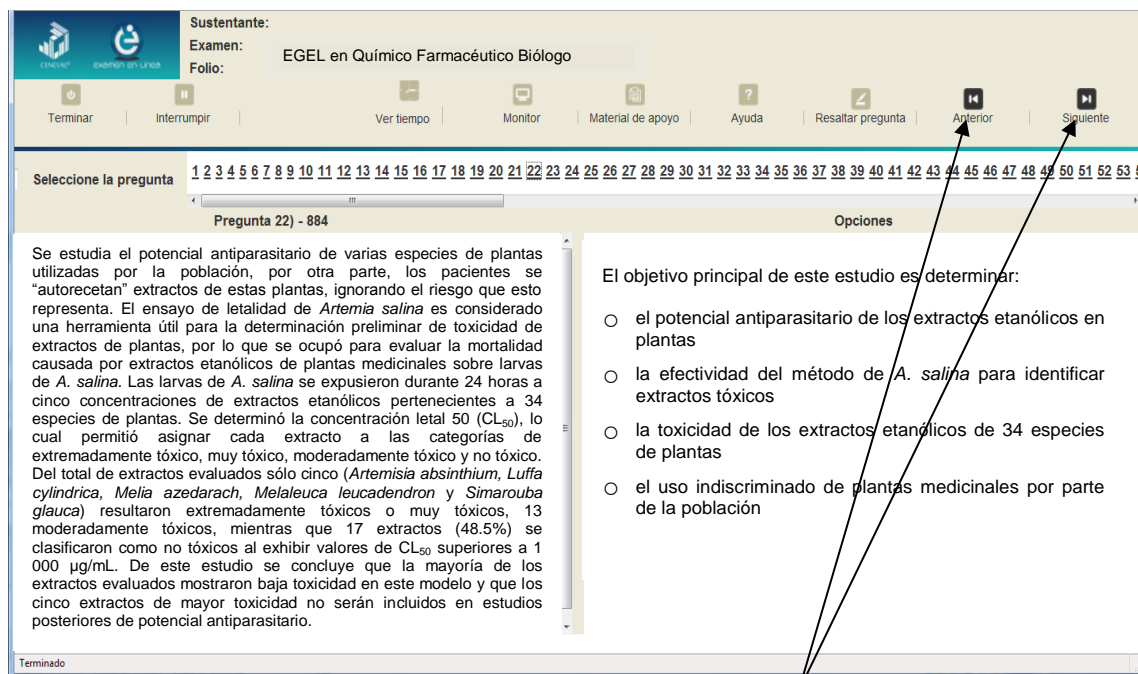 Sustentante:
Examen:
EGEL en Químico Farmacéutico Biólogo
Folio:
CENEVAL
examen en línea
Terminar
Interrumpir
Ver tiempo
Monitor
Material de apoyo
Ayuda
Resaltar pregunta
Anterior
Siguiente
Seleccione la pregunta
1 2 3 4 5 6 7 8 9 10 11 12 13 14 15 16 17 18 19 20 21 22 23 24 25 26 27 28 29 30 31 32 33 34 35 36 37 38 39 40 41 42 43 44 45 46 47 48 49 50 51 52 53
Pregunta 22) - 884
Se estudia el potencial antiparasitario de varias especies de plantas
utilizadas por la población, por otra parte, los pacientes se
“autorecetan” extractos de estas plantas, ignorando el riesgo que esto
representa. El ensayo de letalidad de Artemia salina es considerado
una herramienta útil para la determinación preliminar de toxicidad de
extractos de plantas, por lo que se ocupó para evaluar la mortalidad
causada por extractos etanólicos de plantas medicinales sobre larvas
de A. salina. Las larvas de A. salina se expusieron durante 24 horas a
cinco concentraciones de extractos etanólicos pertenecientes a 34
especies de plantas. Se determinó la concentración letal 50 (CL50), lo
cual permitió asignar cada extracto a las categorías de
extremadamente tóxico, muy tóxico, moderadamente tóxico y no tóxico.
Del total de extractos evaluados sólo cinco (Artemisia absinthium, Luffa
cylindrica, Melia azedarach, Melaleuca leucadendron y Simarouba
glauca) resultaron extremadamente tóxicos o muy tóxicos, 13
moderadamente tóxicos, mientras que 17 extractos (48.5%) se
clasificaron como no tóxicos al exhibir valores de CL50 superiores a 1
000 µg/mL. De este estudio se concluye que la mayoría de los
extractos evaluados mostraron baja toxicidad en este modelo y que los
cinco extractos de mayor toxicidad no serán incluidos en estudios
posteriores de potencial antiparasitario.
Opciones
El objetivo principal de este estudio es determinar:
el potencial antiparasitario de los extractos etanólicos en
plantas
la efectividad del método de A. salina para identificar
extractos tóxicos
la toxicidad de los extractos etanólicos de 34 especies
de plantas
el uso indiscriminado de plantas medicinales por parte
de la población
Terminado